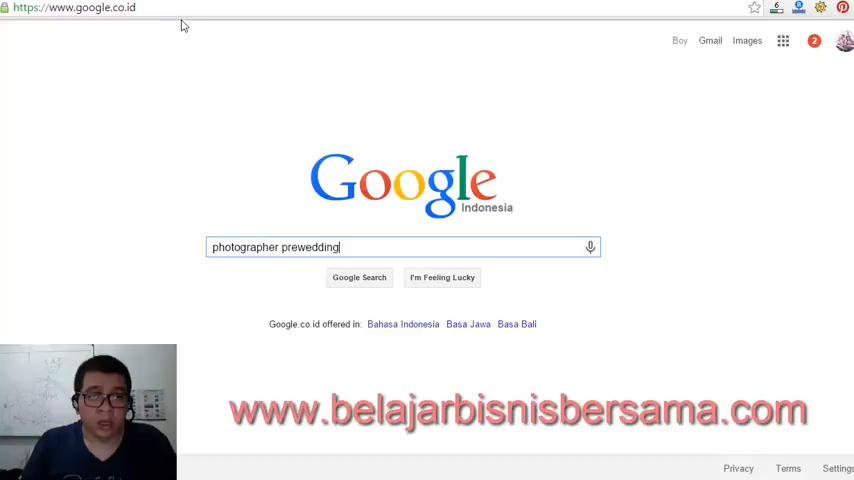 https://www.google.co.id
6
Boy Gmail Images 2
Google
Indonesia
photographer prewedding
Google Search I'm Feeling Lucky
Google.co.id offered in: Bahasa Indonesia Basa Jawa Basa Bali
www.belajarbisnisbersama.com
Privacy Terms Settings